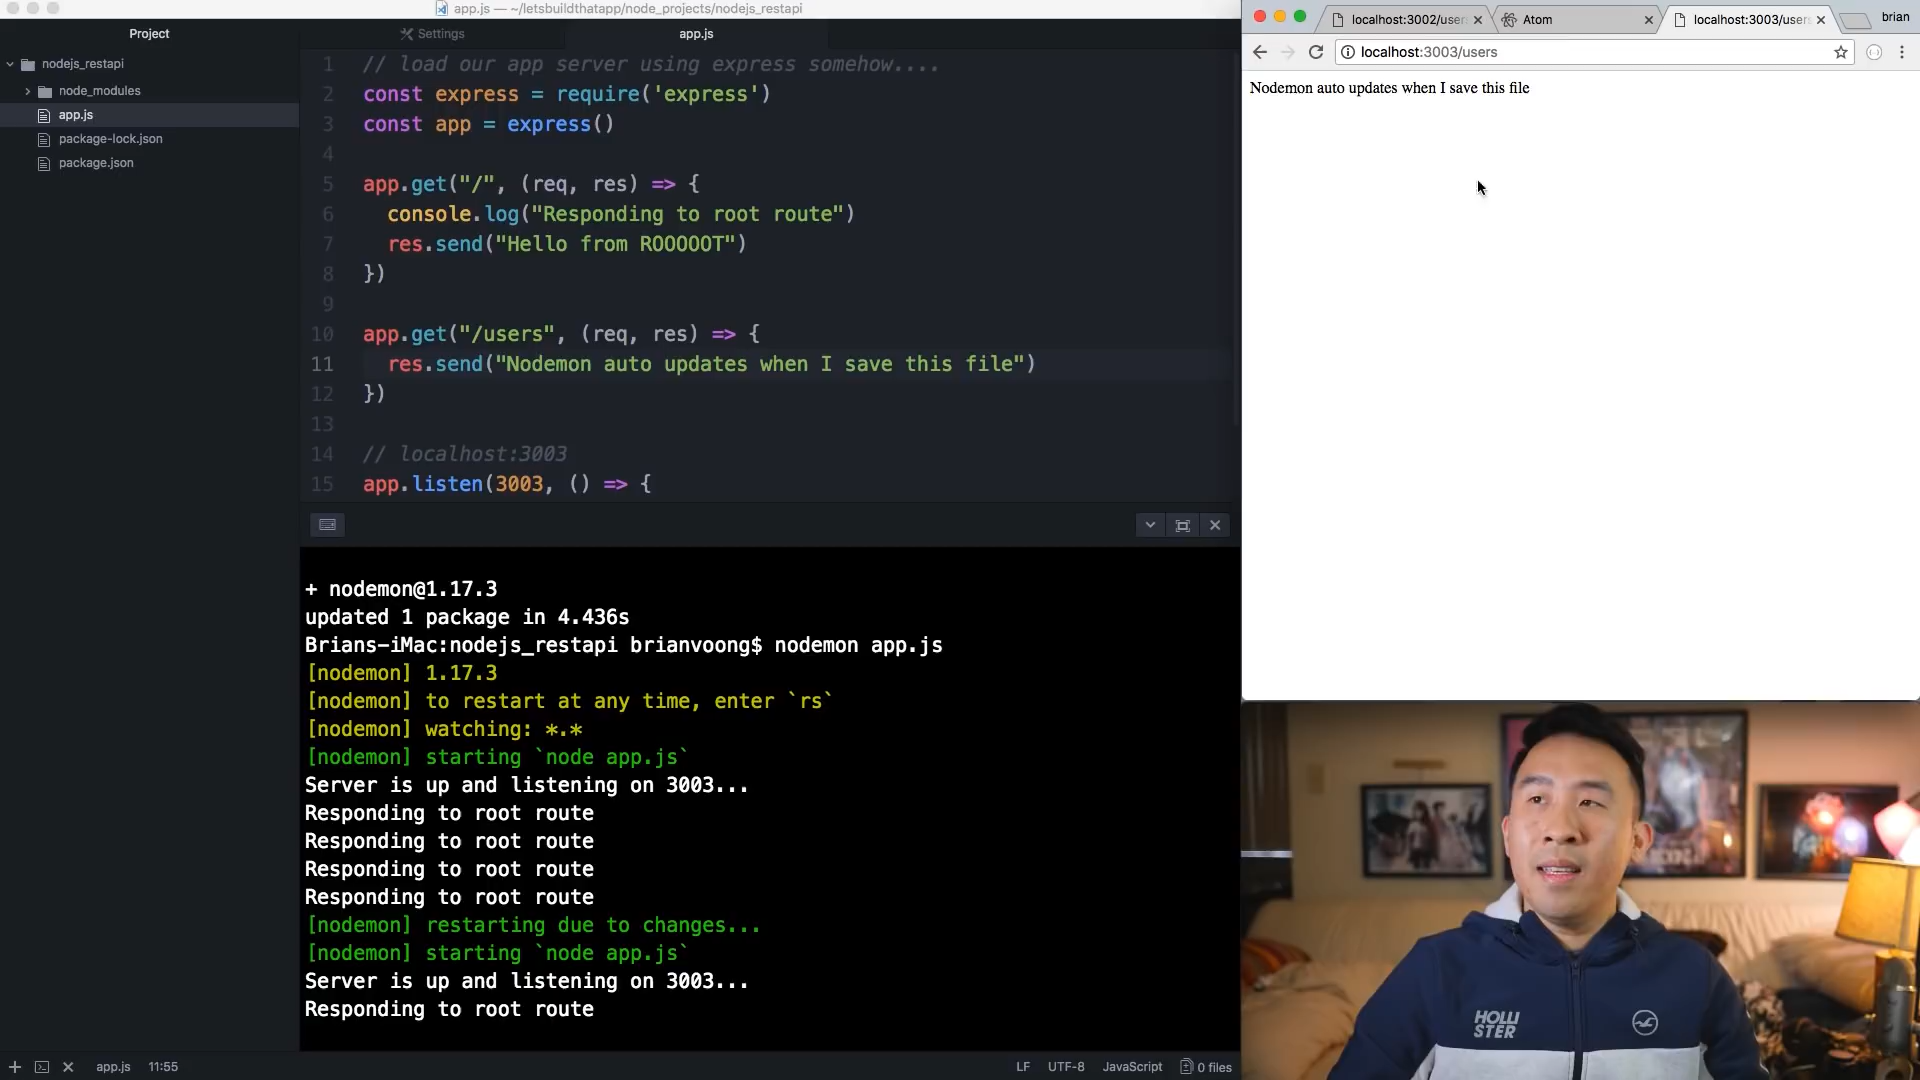 app.js — ~/letsbuildthatapp/node_projects/nodejs_restapi
Project
Settings
app.js
nodejs_restapi
node_modules
app.js
package-lock.json
package.json
1 // load our app server using express somehow....
2 const express = require('express')
3 const app = express()
4
5 app.get("/", (req, res) => {
6 console.log("Responding to root route")
7 res.send("Hello from ROOOOOT")
8 })
9
10 app.get("/users", (req, res) => {
11 res.send("Nodemon auto updates when I save this file")
12 })
13
14 // localhost:3003
15 app.listen(3003, () => {
+ nodemon@1.17.3
updated 1 package in 4.436s
Brians-iMac:nodejs_restapi brianvoong$ nodemon app.js
[nodemon] 1.17.3
[nodemon] to restart at any time, enter `rs`
[nodemon] watching: *.*
[nodemon] starting `node app.js`
Server is up and listening on 3003...
Responding to root route
Responding to root route
Responding to root route
Responding to root route
[nodemon] restarting due to changes...
[nodemon] starting `node app.js`
Server is up and listening on 3003...
Responding to root route
app.js 11:55
LF UTF-8 JavaScript 0 files
localhost:3002/user
Atom
localhost:3003/users
brian
localhost:3003/users
Nodemon auto updates when I save this file
HOLLI
STER